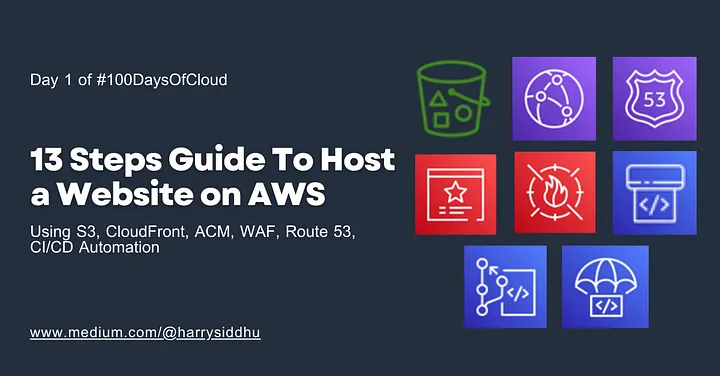 Day 1 of #100DaysOfCloud
13 Steps Guide To Host
a Website on AWS
Using S3, CloudFront, ACM, WAF, Route 53,
CI/CD Automation
www.medium.com/@harrysiddhu
53